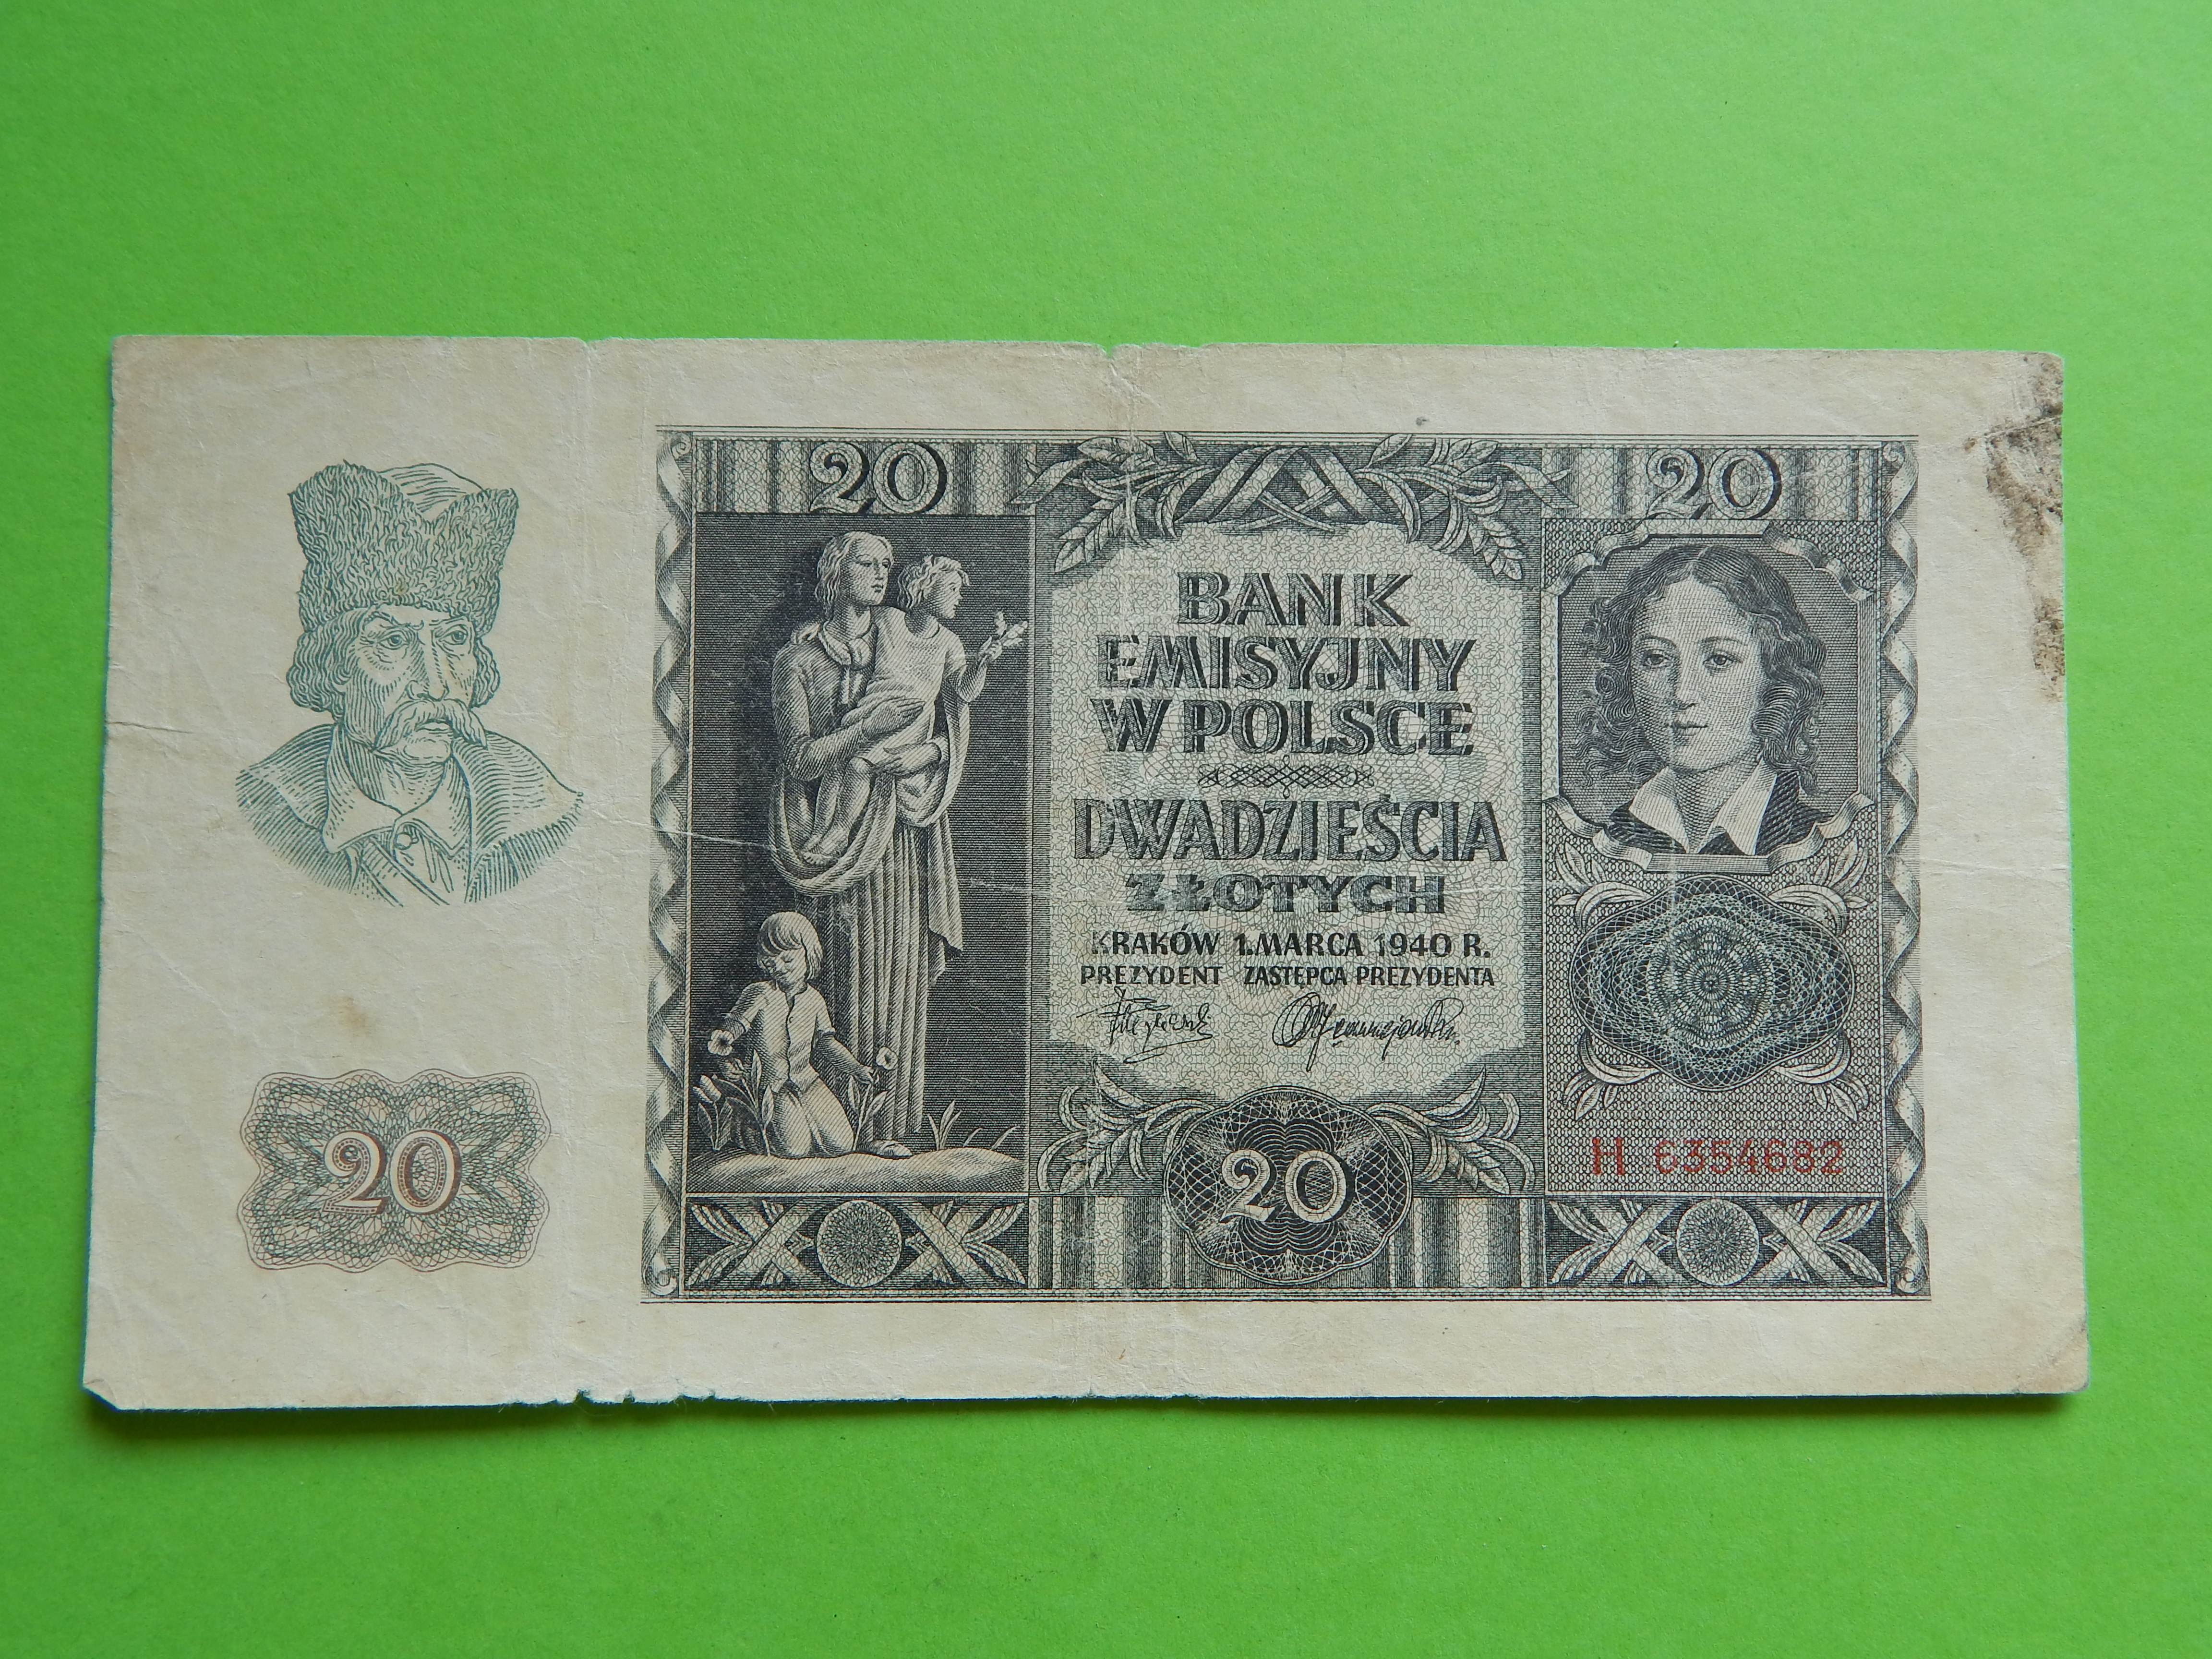 20
20
BANK
EMISYJNY
W POLSCE
DWADZIEŚCIA
ZŁOTYCH
KRAKÓW 1.MARCA 1940 R.
PREZYDENT ZASTĘPCA PREZYDENTA
H 6354682
20
20